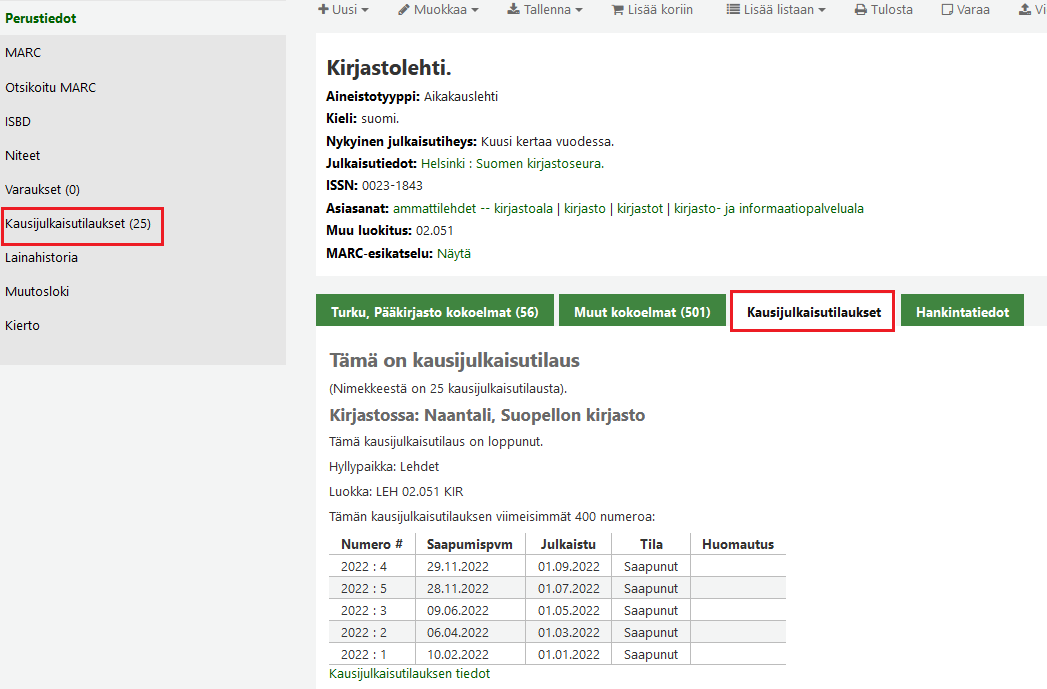 Perustiedot
MARC
Otsikoitu MARC
ISBD
Niteet
Varaukset (0)
Kausijulkaisutilaukset (25)
Lainahistoria
Muutosloki
Kierto
Uusi Muokkaa Tallenna Lisää koriin Lisää listaan Tulosta Varaa Vi
Kirjastolehti.
Aineistotyyppi: Aikakauslehti
Kieli: suomi.
Nykyinen julkaisutiheys: Kuusi kertaa vuodessa.
Julkaisutiedot: Helsinki : Suomen kirjastoseura.
ISSN: 0023-1843
Asiasanat: ammattilehdet -- kirjastoala | kirjasto | kirjastot | kirjasto- ja informaatiopalveluala
Muu luokitus: 02.051
MARC-esikatselu: Näytä
Turku, Pääkirjasto kokoelmat (56) Muut kokoelmat (501) Kausijulkaisutilaukset Hankintatiedot
Tämä on kausijulkaisutilaus
(Nimekkeestä on 25 kausijulkaisutilausta).
Kirjastossa: Naantali, Suopellon kirjasto
Tämä kausijulkaisutilaus on loppunut.
Hyllypaikka: Lehdet
Luokka: LEH 02.051 KIR
Tämän kausijulkaisutilauksen viimeisimmät 400 numeroa:
Numero # Saapumispvm Julkaistu Tila Huomautus
2022 : 4 29.11.2022 01.09.2022 Saapunut
2022 : 5 28.11.2022 01.07.2022 Saapunut
2022 : 3 09.06.2022 01.05.2022 Saapunut
2022 : 2 06.04.2022 01.03.2022 Saapunut
2022 : 1 10.02.2022 01.01.2022 Saapunut
Kausijulkaisutilauksen tiedot